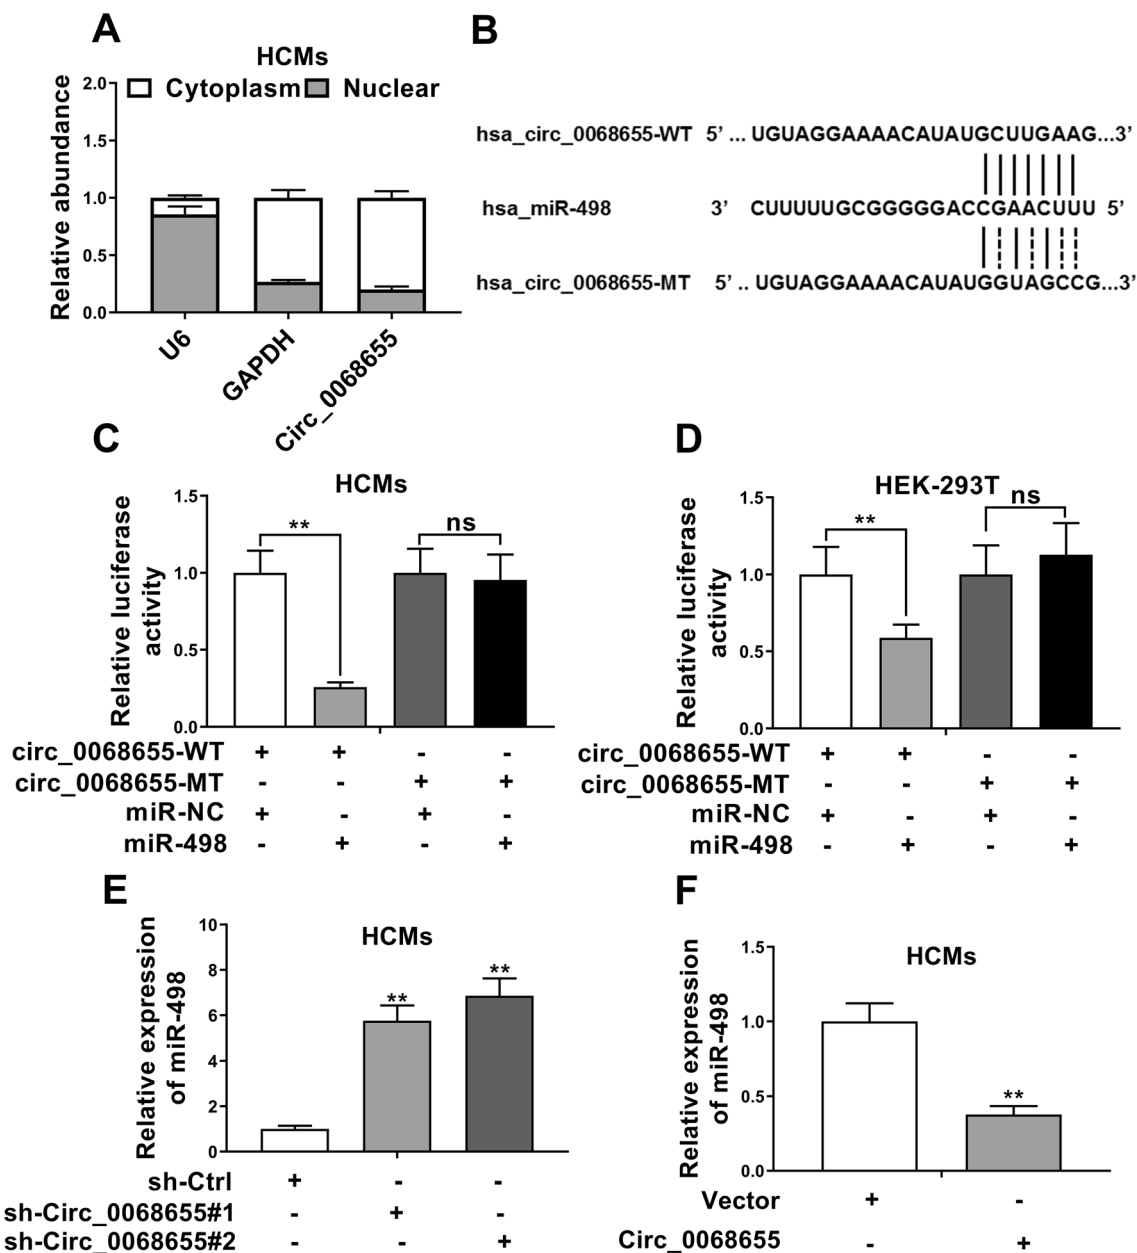 A
HCMs
Cytoplasm Nuclear
Relative abundance
2.0
1.5
1.0
0.5
0.0
U6
GAPDH
Circ_0068655
B
hsa_circ_0068655-WT 5’ ... UGUAGGAAAACAUAUGCUUGAAG...3’
hsa_miR-498 3’ CUUUUUGCGGGGGACCGAACUUU 5’
hsa_circ_0068655-MT 5’ .. UGUAGGAAAACAUAUGGUAGCCG...3’
C
HCMs
Relative luciferase
activity
1.5
1.0
0.5
0.0
**
ns
circ_0068655-WT + + - -
circ_0068655-MT - - + +
miR-NC + - + -
miR-498 - + - +
D
HEK-293T
Relative luciferase
activity
1.5
1.0
0.5
0.0
**
ns
circ_0068655-WT + + - -
circ_0068655-MT - - + +
miR-NC + - + -
miR-498 - + - +
E
HCMs
Relative expression
of miR-498
10
8
6
4
2
0
**
**
sh-Ctrl + - -
sh-Circ_0068655#1 - + -
sh-Circ_0068655#2 - - +
F
HCMs
Relative expression
of miR-498
1.5
1.0
0.5
0.0
**
Vector + -
Circ_0068655 - +